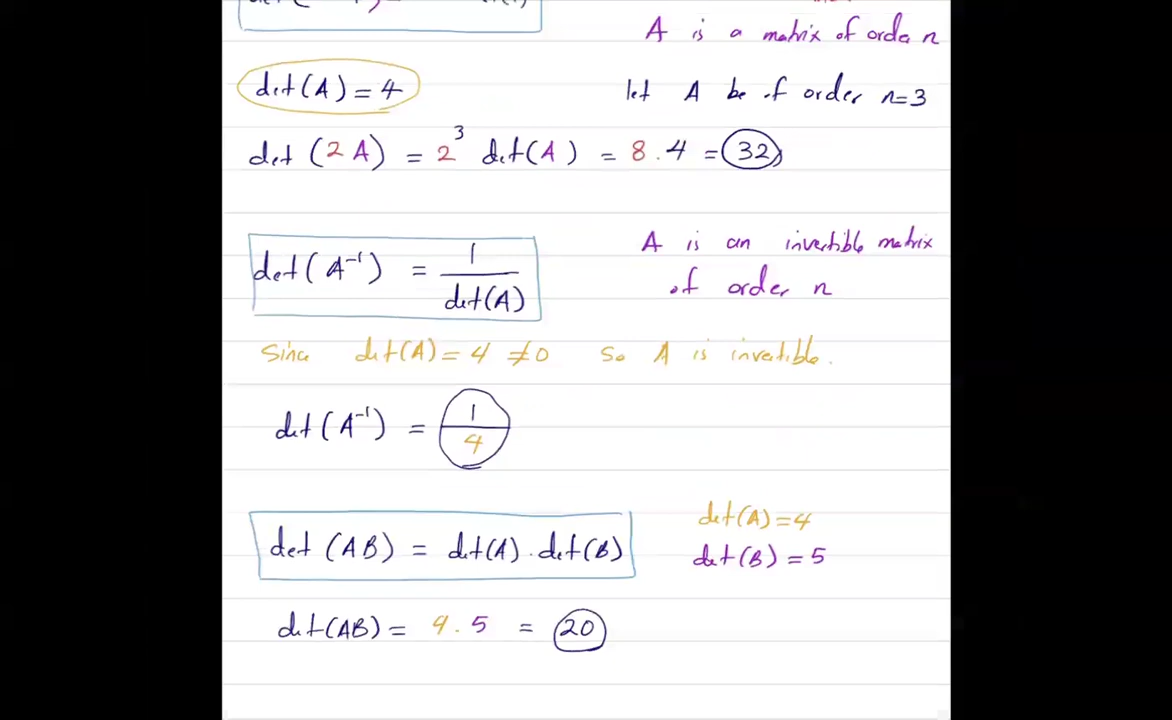 A is a matrix of order n
det(A) = 4
let A be of order n=3
det (2A) = 2³ det(A) = 8.4 = 32
det(A⁻¹) = 1/det(A)
A is an invertible matrix
of order n
Since det(A) = 4 ≠ 0 so A is invertible.
det(A⁻¹) = 1/4
det (AB) = det(A) . det(B)
det(A) = 4
det(B) = 5
det(AB) = 4.5 = 20